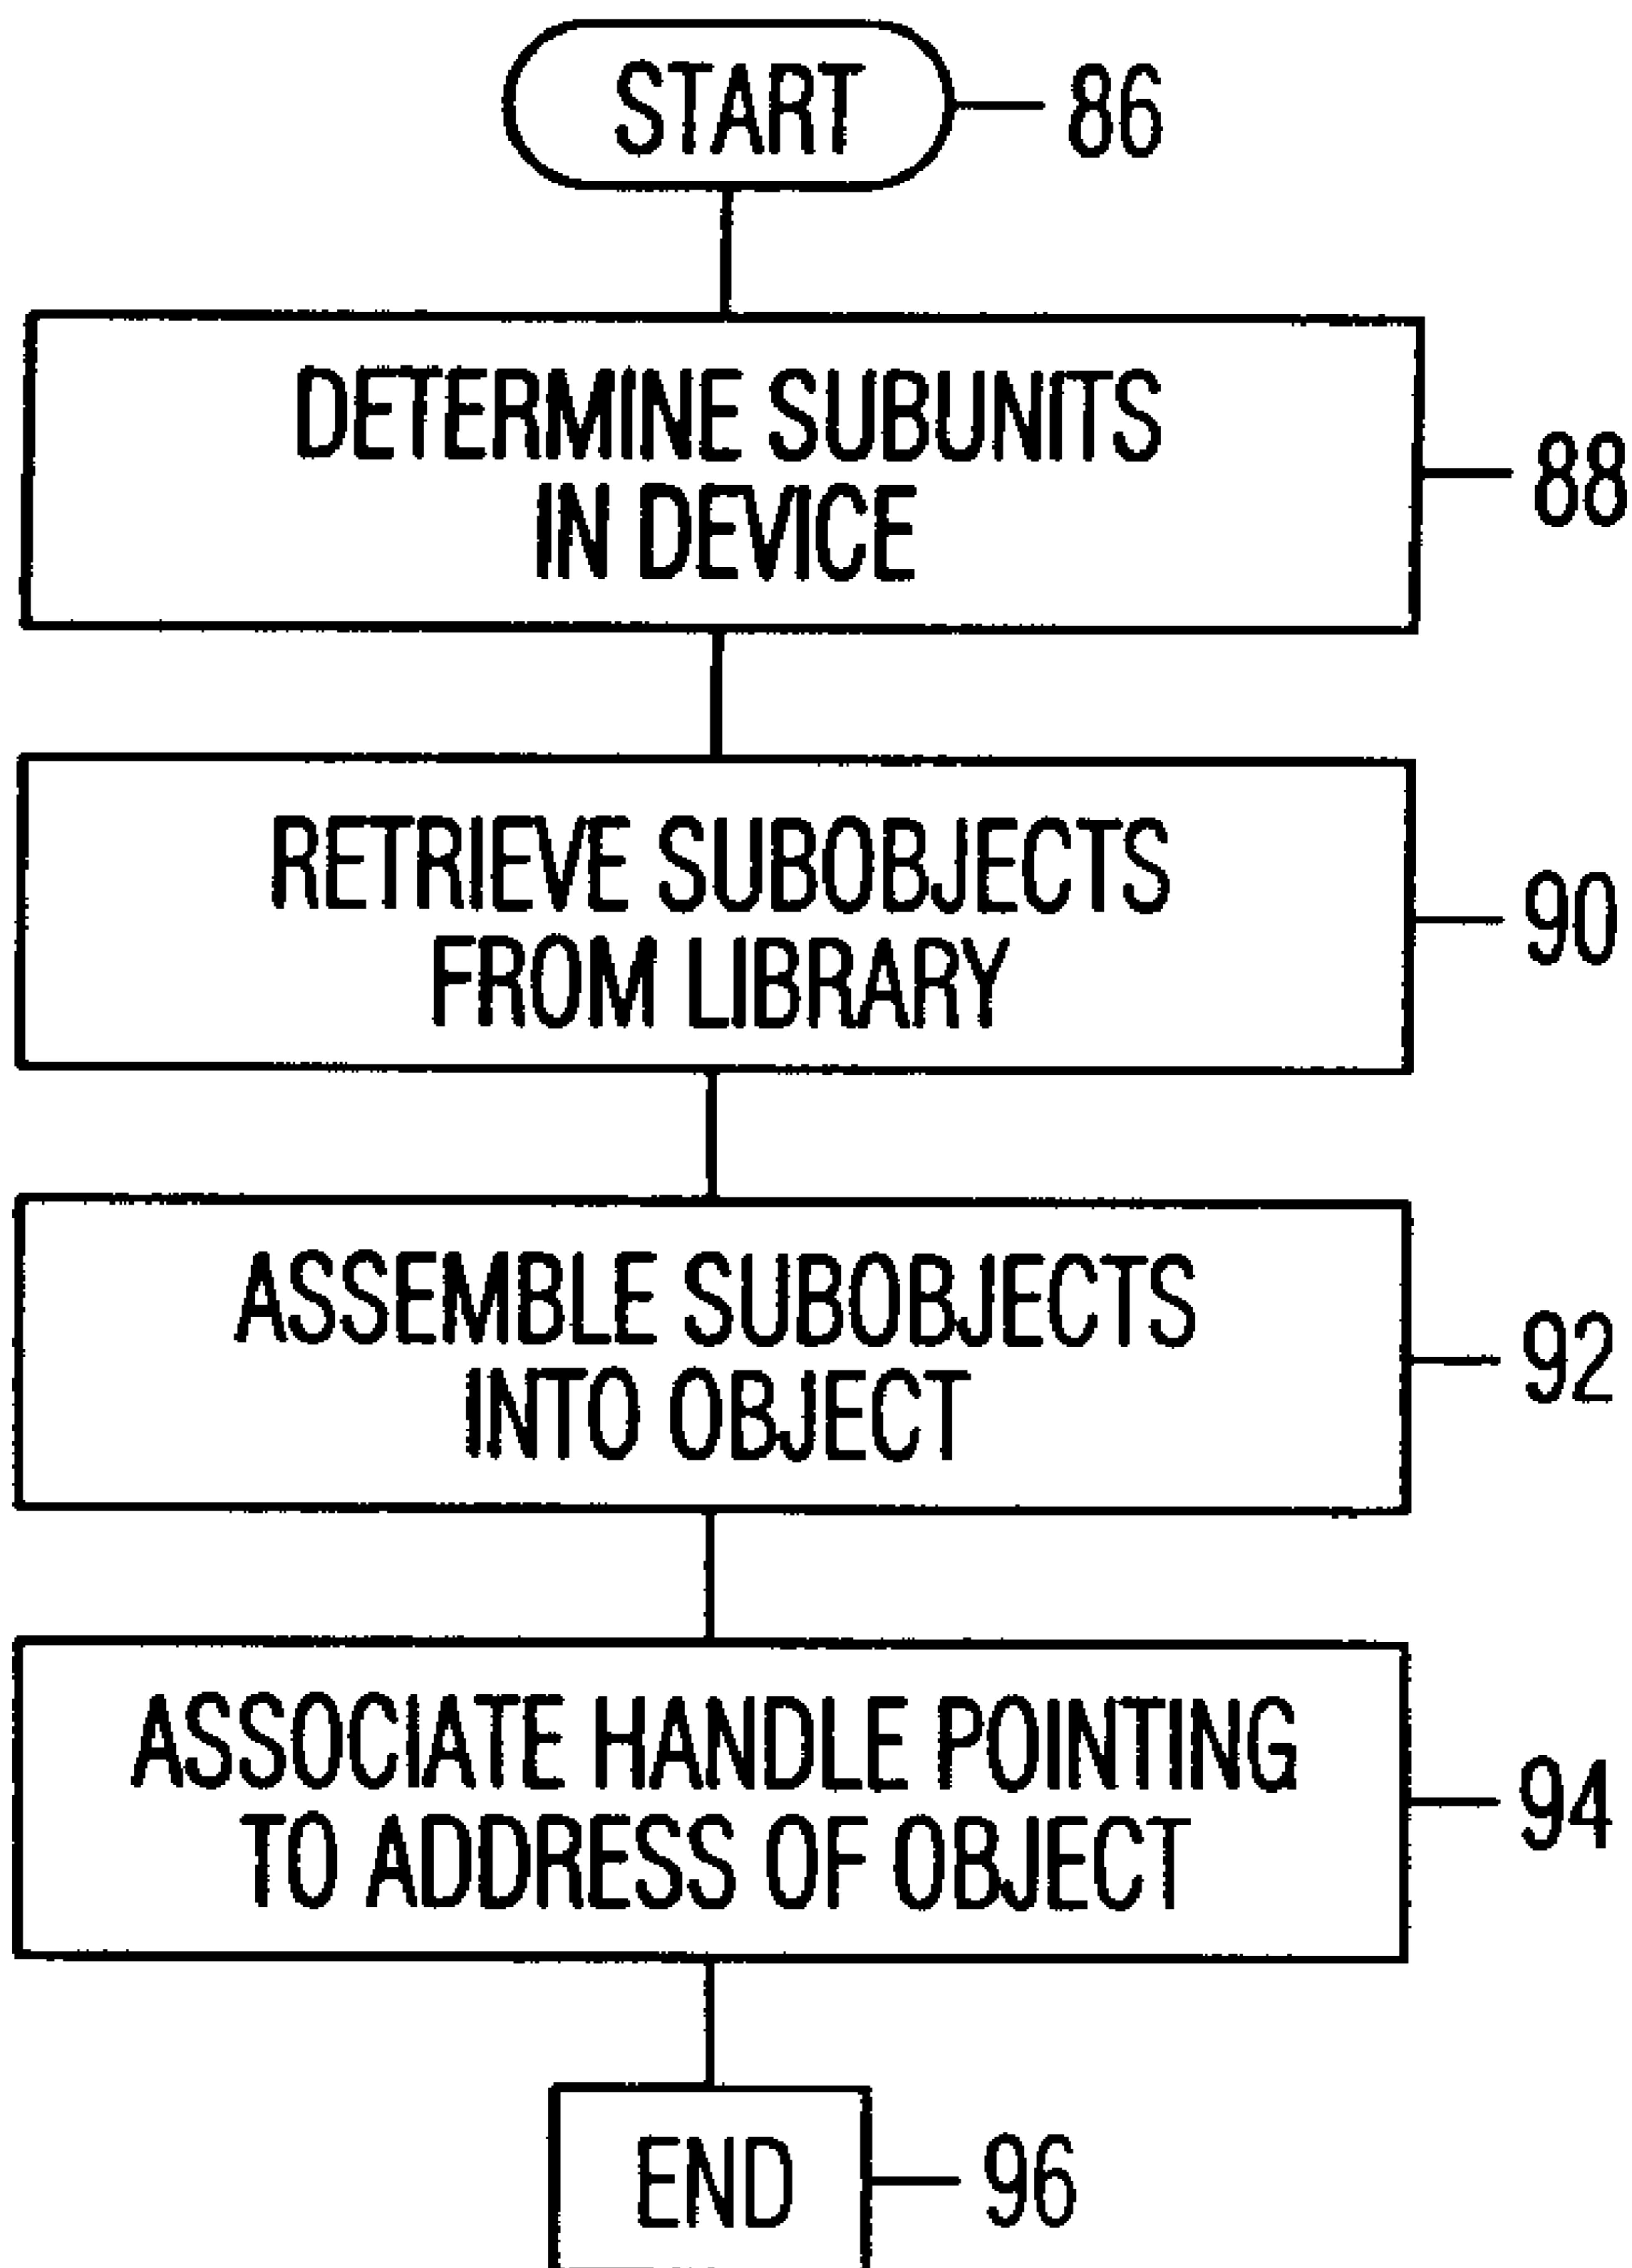 START
86
DETERMINE SUBUNITS
IN DEVICE
88
RETRIEVE SUBOBJECTS
FROM LIBRARY
90
ASSEMBLE SUBOBJECTS
INTO OBJECT
92
ASSOCIATE HANDLE POINTING
TO ADDRESS OF OBJECT
94
END
96